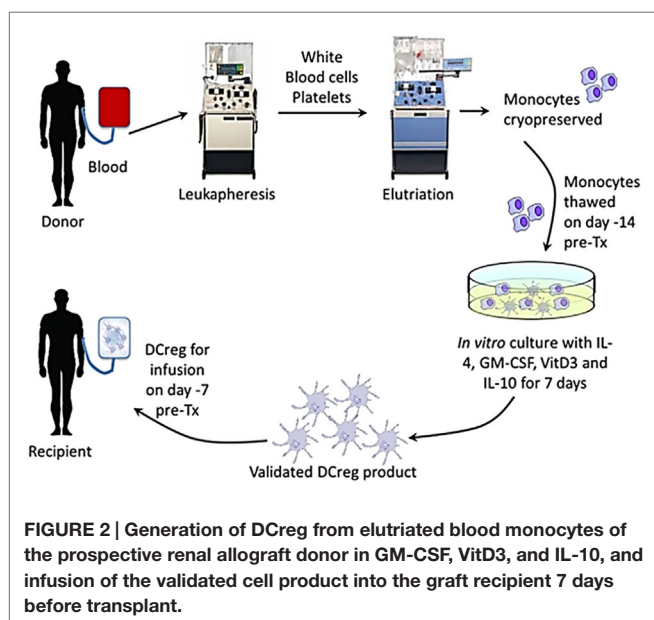 White
Blood cells
Platelets
Monocytes
cryopreserved
Blood
Leukapheresis
Elutriation
Donor
Monocytes
thawed
on day -14
pre-Tx
In vitro culture with IL-
4, GM-CSF, VitD3 and
IL-10 for 7 days
DCreg for
infusion
on day -7
pre-Tx
Recipient
Validated DCreg product
FIGURE 2 | Generation of DCreg from elutriated blood monocytes of
the prospective renal allograft donor in GM-CSF, VitD3, and IL-10, and
infusion of the validated cell product into the graft recipient 7 days
before transplant.